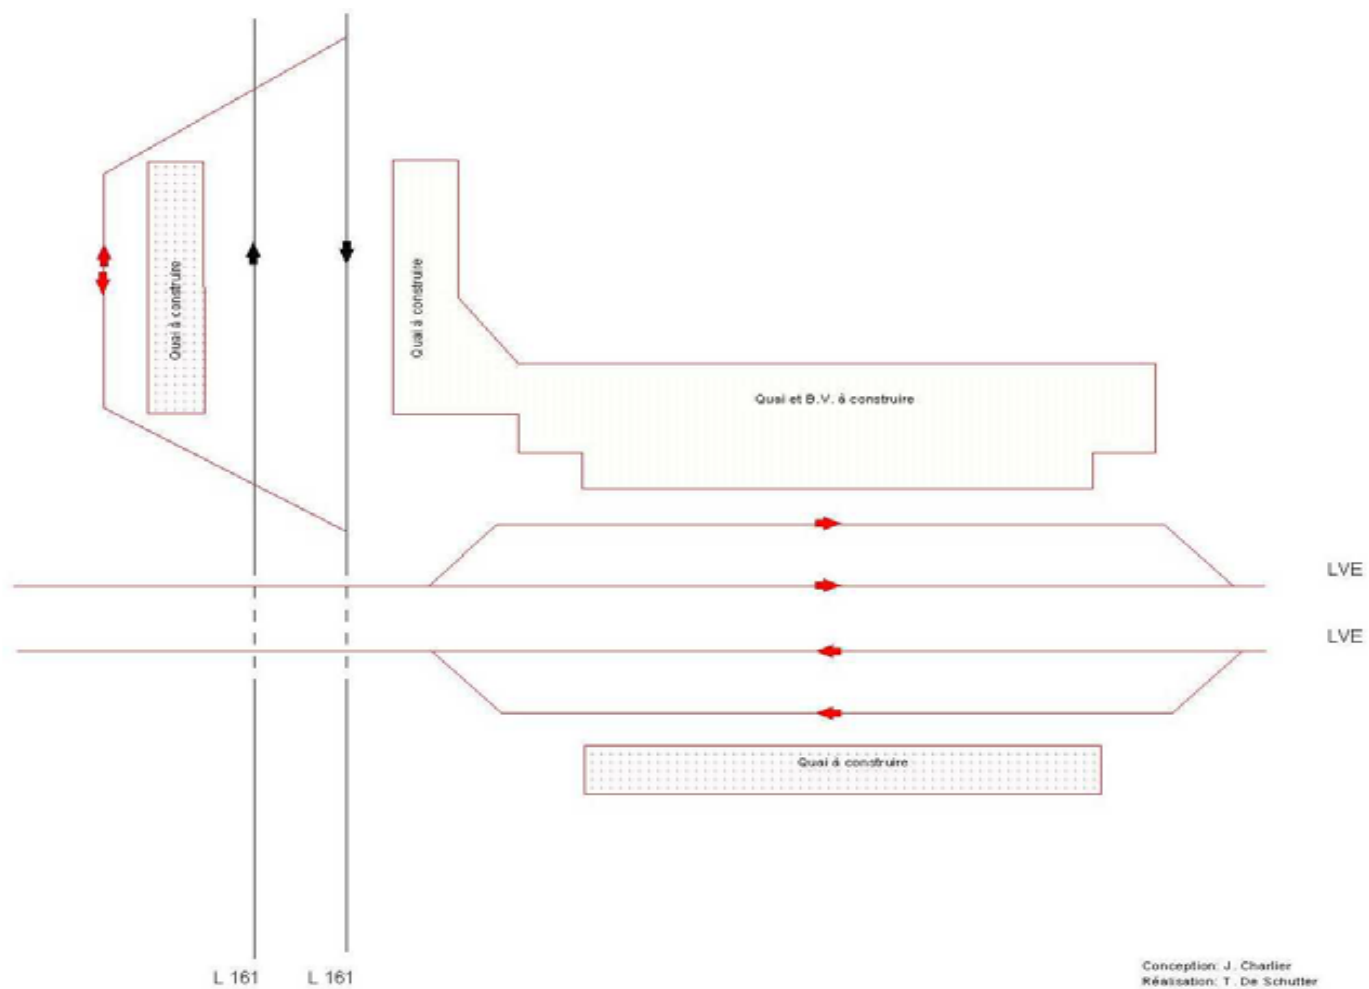 Quai à construire
Quai à construire
Quai et B.V. à construire
LVE
LVE
Quai à construire
L 161
L 161
Conception: J. Charlier
Réalisation: T. De Schutter